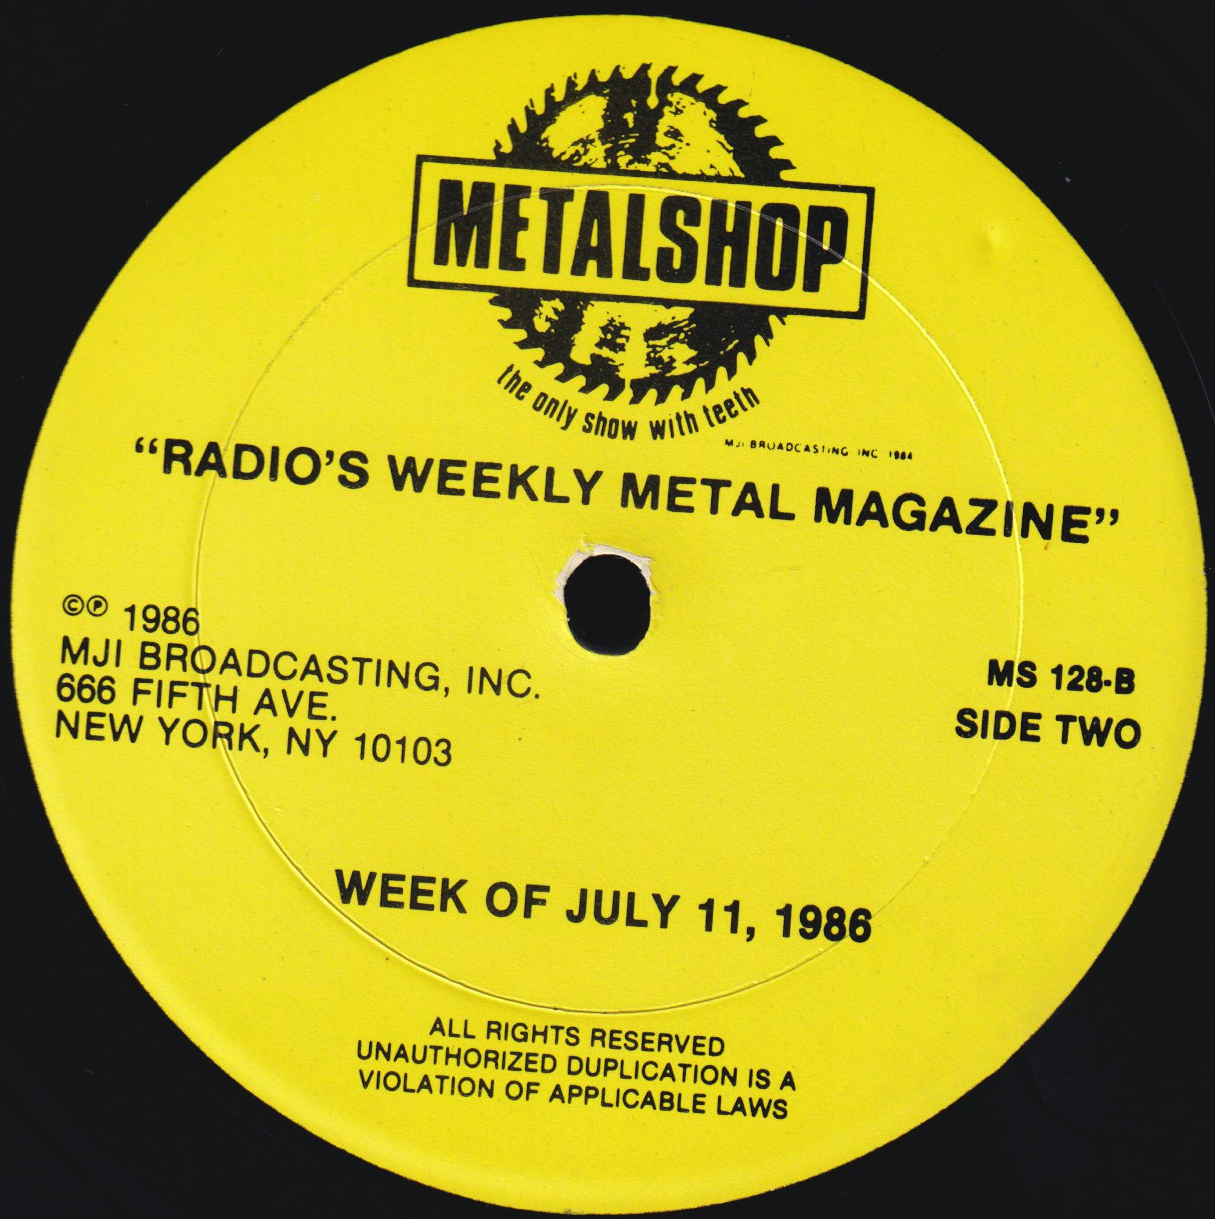 METALSHOP
the only show with teeth
MJI BROADCASTING INC 1984
“RADIO’S WEEKLY METAL MAGAZINE”
©℗ 1986
MJI BROADCASTING, INC.
666 FIFTH AVE.
NEW YORK, NY 10103
MS 128-B
SIDE TWO
WEEK OF JULY 11, 1986
ALL RIGHTS RESERVED
UNAUTHORIZED DUPLICATION IS A
VIOLATION OF APPLICABLE LAWS